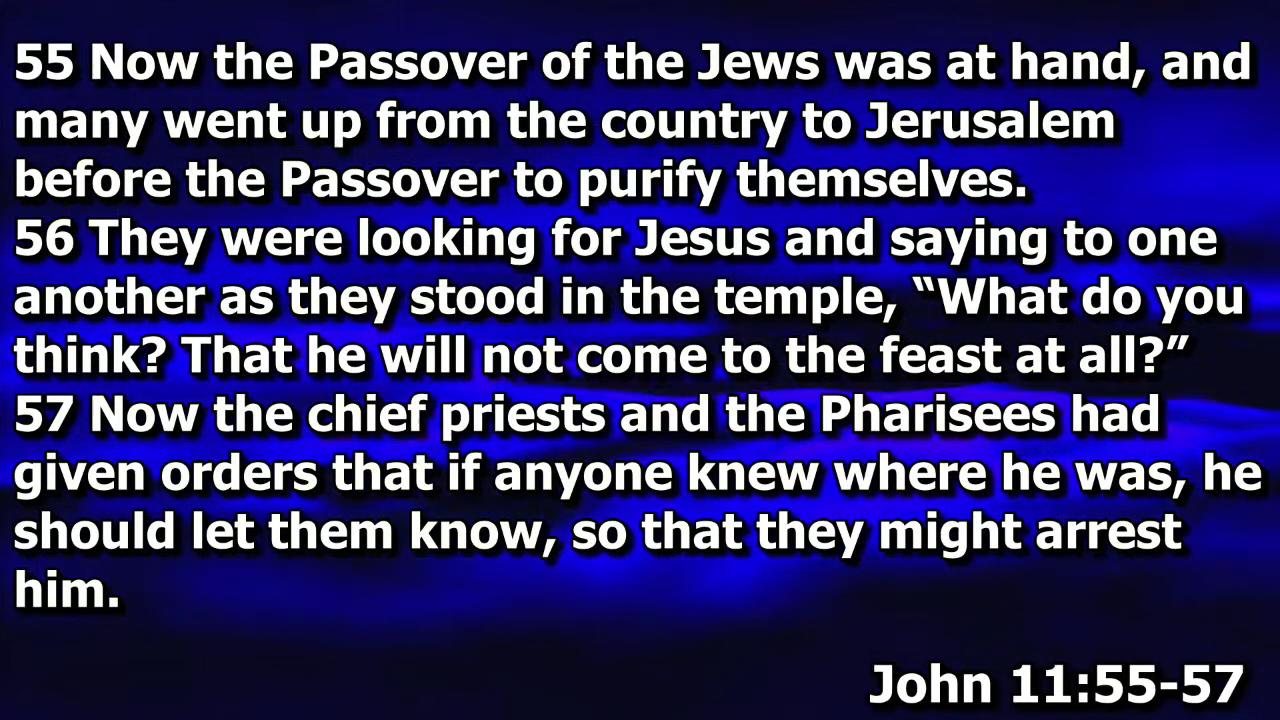 55 Now the Passover of the Jews was at hand, and
many went up from the country to Jerusalem
before the Passover to purify themselves.
56 They were looking for Jesus and saying to one
another as they stood in the temple, “What do you
think? That he will not come to the feast at all?”
57 Now the chief priests and the Pharisees had
given orders that if anyone knew where he was, he
should let them know, so that they might arrest
him.
John 11:55-57